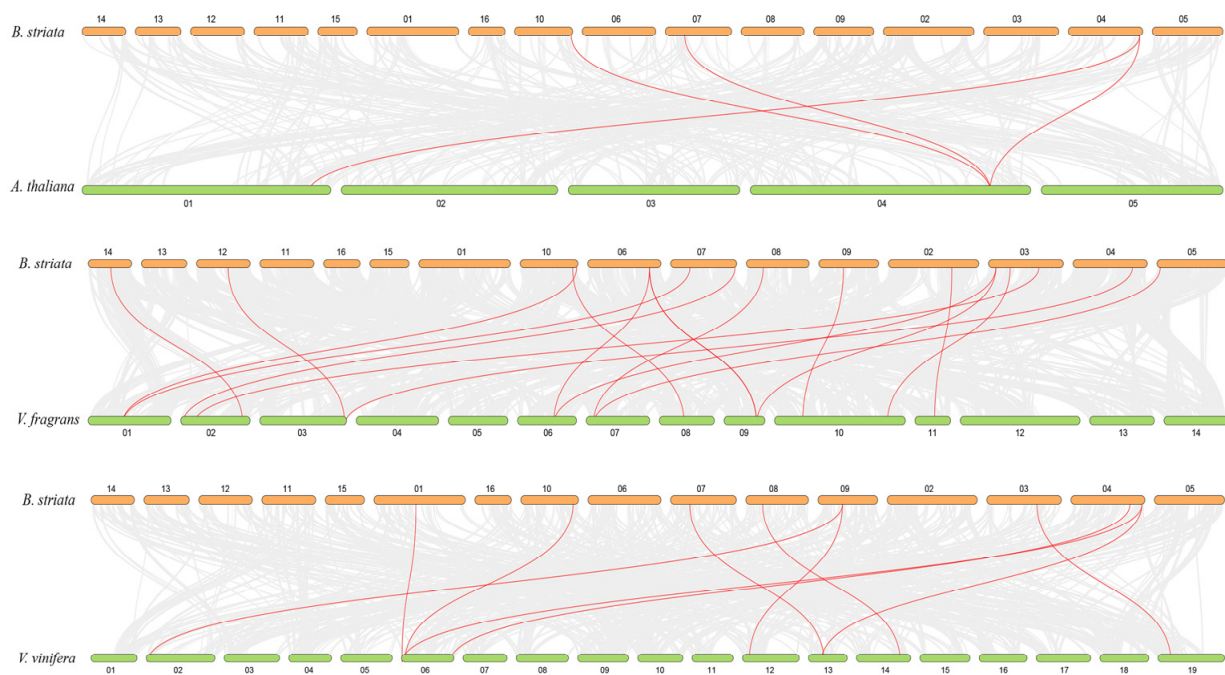 14 13 12 11 15 01 16 10 06 07 08 09 02 03 04 05
B. striata
A. thaliana
01 02 03 04 05
14 13 12 11 16 15 01 10 06 07 08 09 02 03 04 05
B. striata
V. fragrans
01 02 03 04 05 06 07 08 09 10 11 12 13 14
14 13 12 11 15 01 16 10 06 07 08 09 02 03 04 05
B. striata
V. vinifera
01 02 03 04 05 06 07 08 09 10 11 12 13 14 15 16 17 18 19